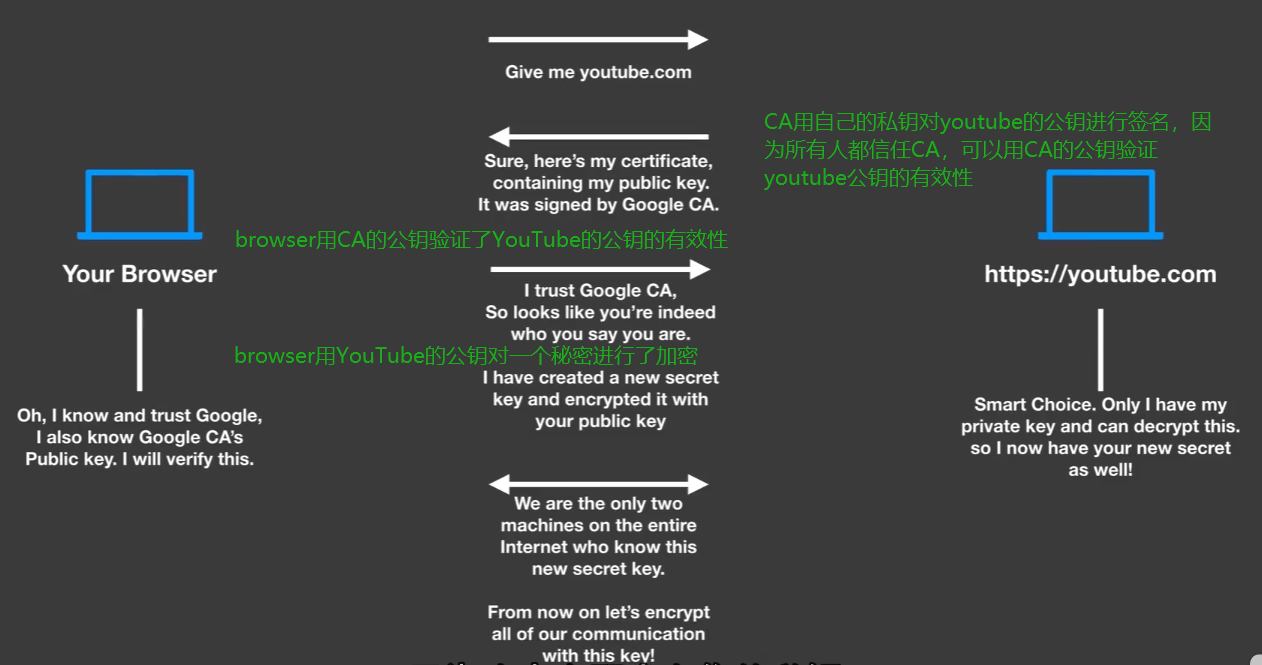 Give me youtube.com
CA用自己的私钥对youtube的公钥进行签名，因
为所有人都信任CA，可以用CA的公钥验证
youtube公钥的有效性
Sure, here's my certificate,
containing my public key.
It was signed by Google CA.
browser用CA的公钥验证了YouTube的公钥的有效性
Your Browser
https://youtube.com
I trust Google CA,
So looks like you're indeed
who you say you are.
browser用YouTube的公钥对一个秘密进行了加密
I have created a new secret
key and encrypted it with
your public key
Oh, I know and trust Google,
I also know Google CA's
Public key. I will verify this.
Smart Choice. Only I have my
private key and can decrypt this.
so I now have your new secret
as well!
We are the only two
machines on the entire
Internet who know this
new secret key.
From now on let's encrypt
all of our communication
with this key!